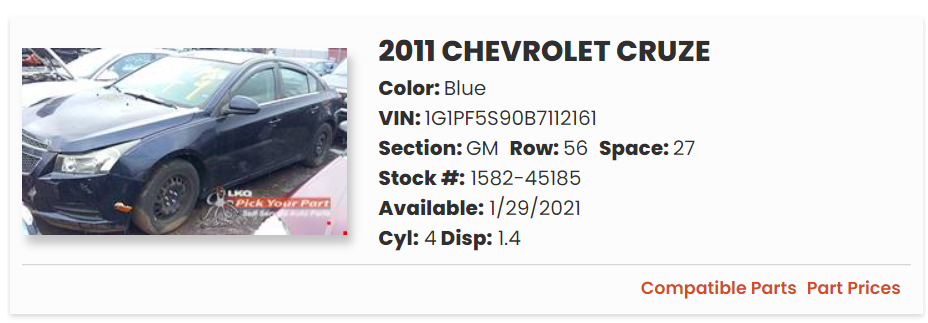 2011 CHEVROLET CRUZE
Color: Blue
VIN: 1G1PF5S90B7112161
Section: GM Row: 56 Space: 27
Stock #: 1582-45185
Available: 1/29/2021
Cyl: 4 Disp: 1.4
LKQ
Pick Your Part
Self Service Auto Parts
Compatible Parts Part Prices